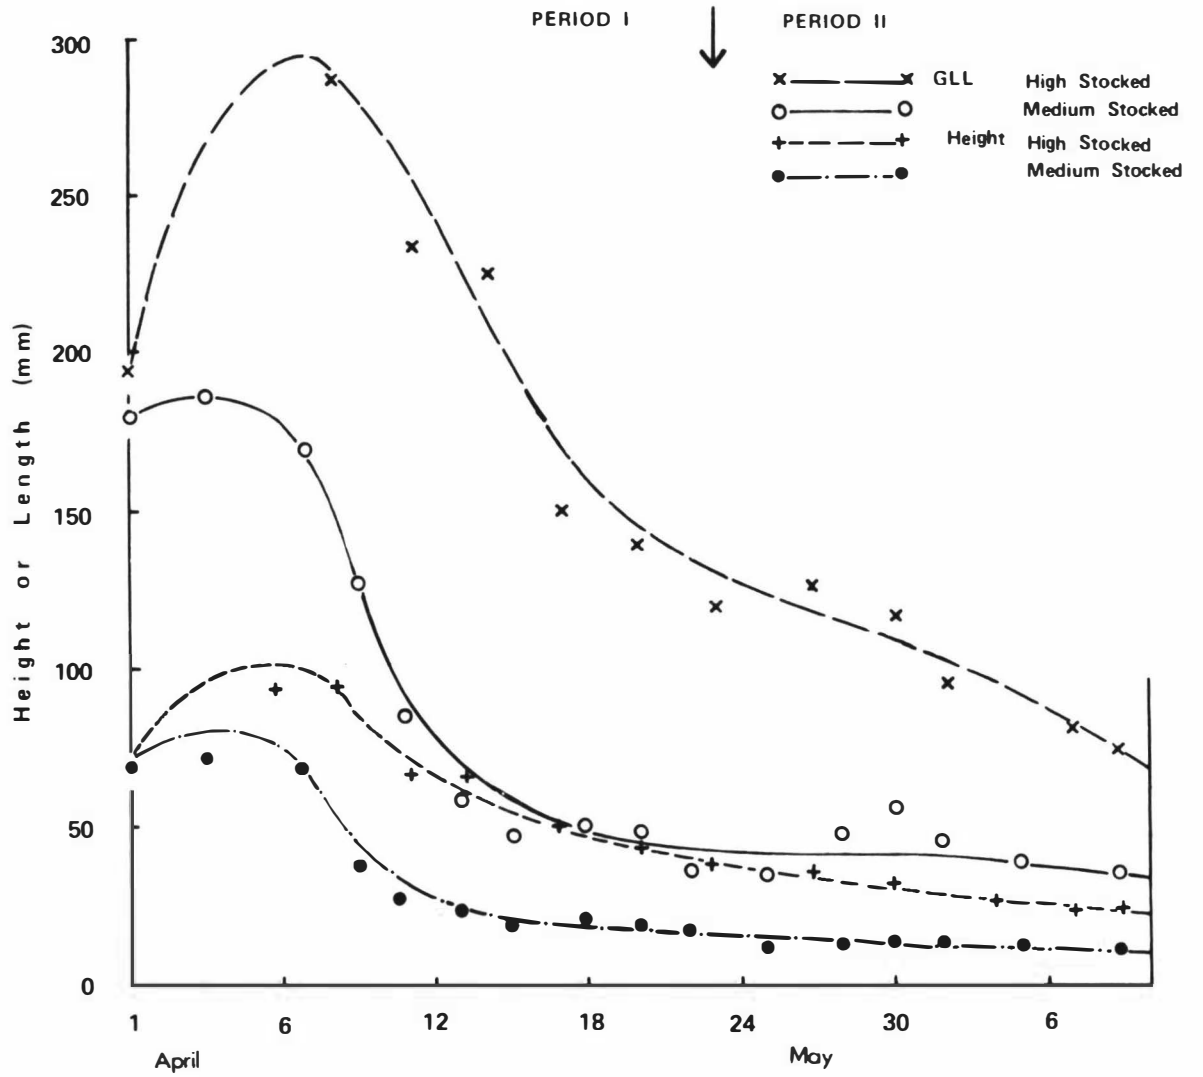 PERIOD I PERIOD II
GLL High Stocked
Medium Stocked
Height High Stocked
Medium Stocked
Height or Length (mm)
300
250
200
150
100
50
0
1 6 12 18 24 30 6
April May